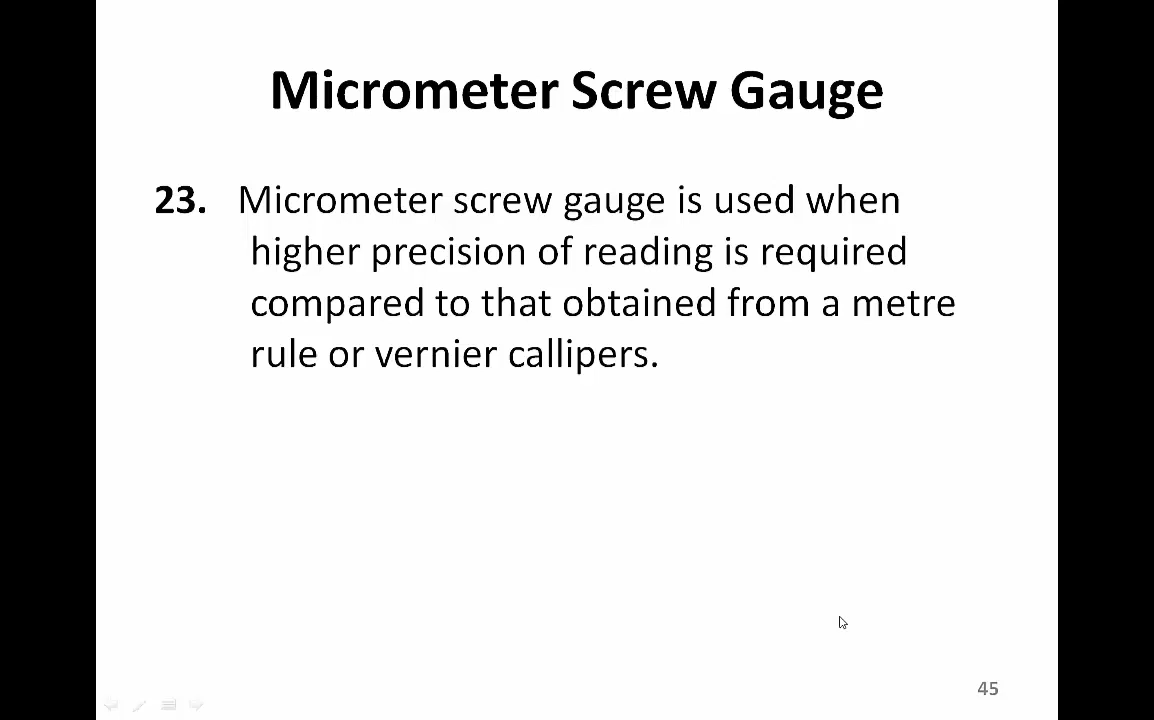 Micrometer Screw Gauge
23. Micrometer screw gauge is used when
higher precision of reading is required
compared to that obtained from a metre
rule or vernier callipers.
45